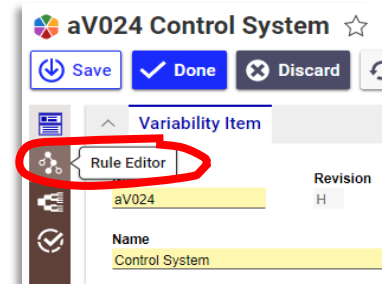 aV024 Control System
Save Done Discard
Variability Item
Rule Editor
Revision
aV024 H
Name
Control System